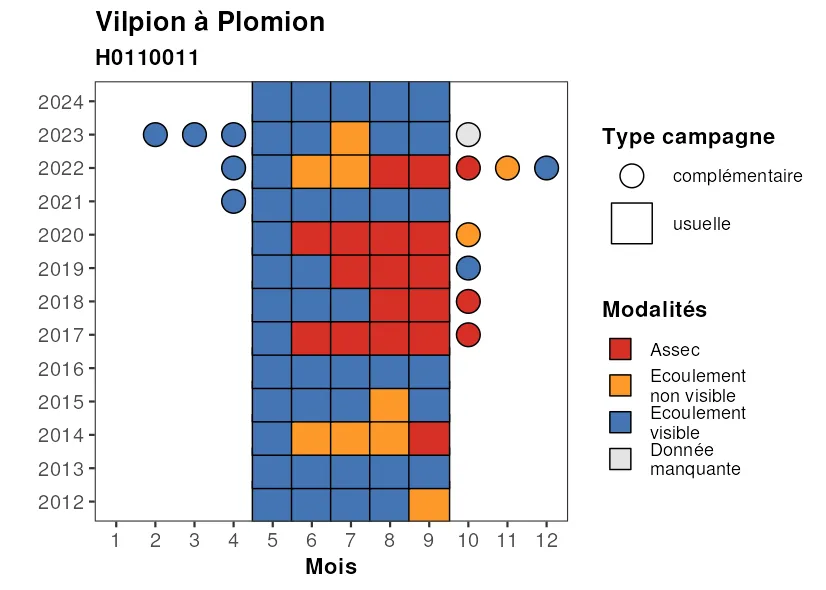 Vilpion à Plomion
H0110011
2024
2023
2022
2021
2020
2019
2018
2017
2016
2015
2014
2013
2012
1 2 3 4 5 6 7 8 9 10 11 12
Mois
Type campagne
complémentaire
usuelle
Modalités
Assec
Ecoulement
non visible
Ecoulement
visible
Donnée
manquante